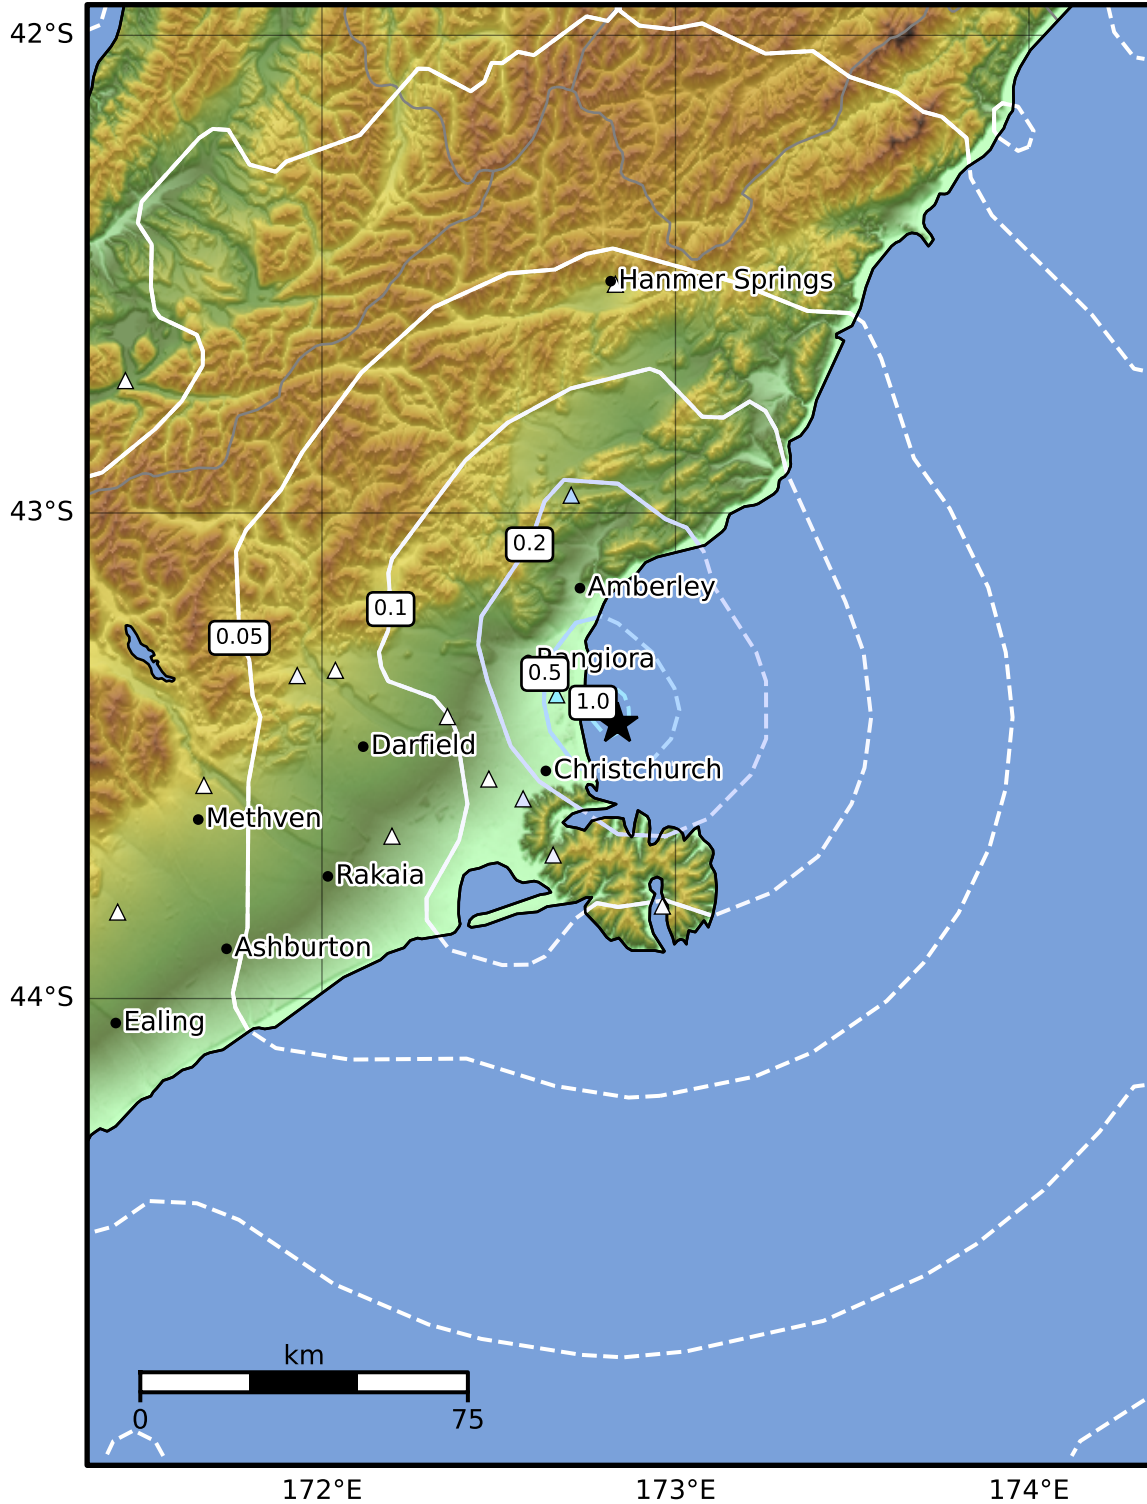 42°S
Hanmer Springs
43°S
0.2
Amberley
0.1
0.05
Rangiora
0.5
1.0
Darfield
Christchurch
Methven
Rakaia
Ashburton
44°S
Ealing
km
0
75
172°E
173°E
174°E